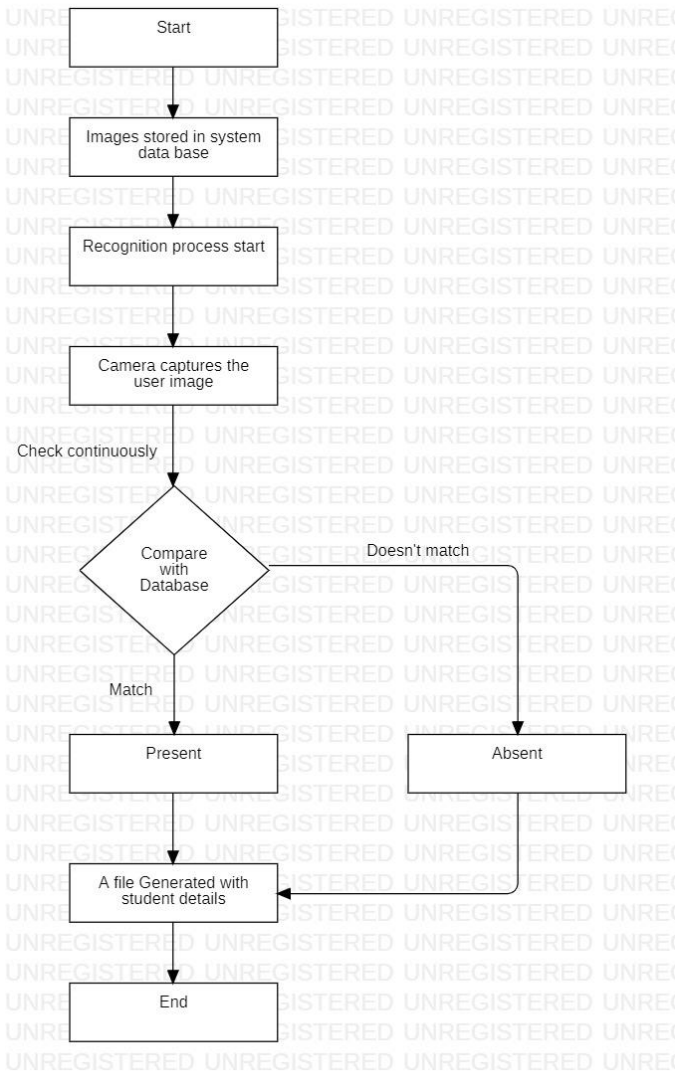 Start
Images stored in system
data base
Recognition process start
Camera captures the
user image
Check continuously
Compare
with
Database
Doesn't match
Match
Present
Absent
A file Generated with
student details
End
UNREGISTERED